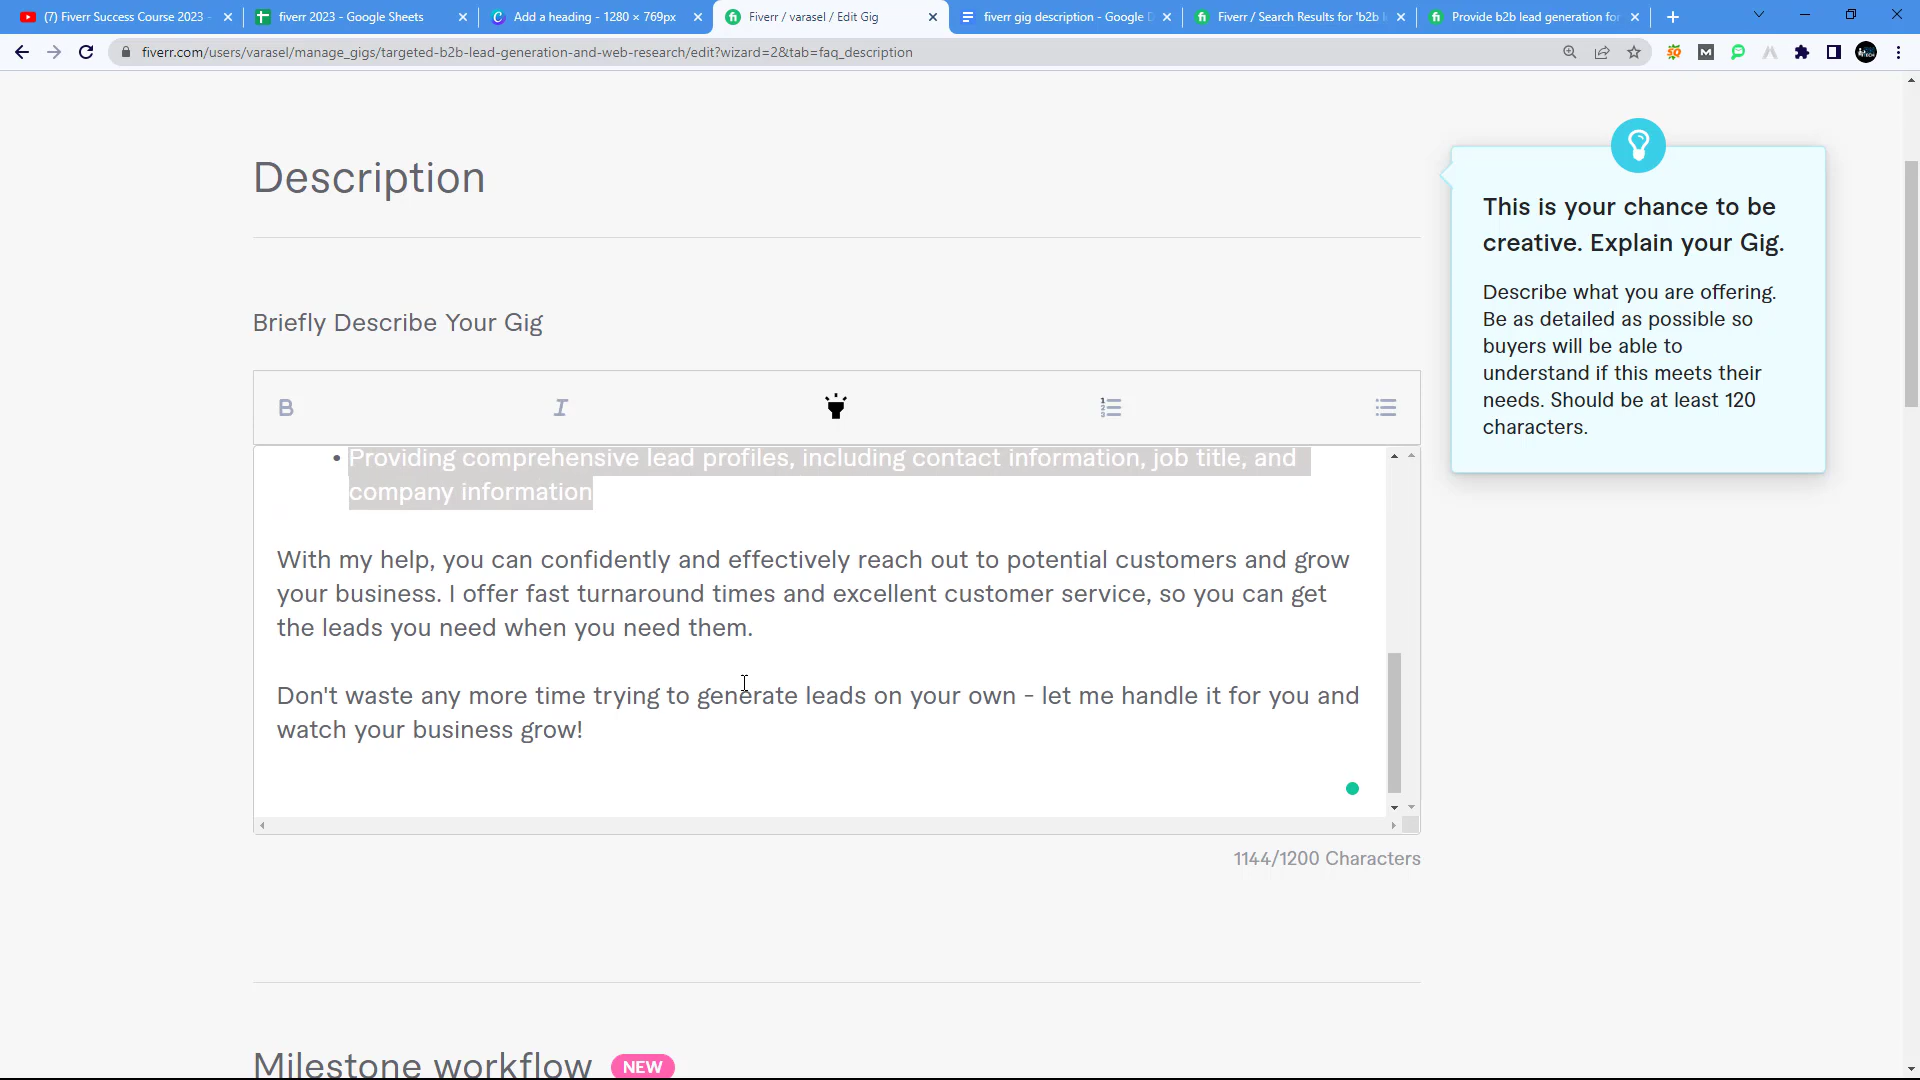 (7) Fiverr Success Course 2023 -
fiverr 2023 - Google Sheets
Add a heading - 1280 × 769px
Fiverr / varasel / Edit Gig
fiverr gig description - Google D
Fiverr / Search Results for 'b2b l
Provide b2b lead generation for
fiverr.com/users/varasel/manage_gigs/targeted-b2b-lead-generation-and-web-research/edit?wizard=2&tab=faq_description
Description
Briefly Describe Your Gig
B
I
• Providing comprehensive lead profiles, including contact information, job title, and
company information
With my help, you can confidently and effectively reach out to potential customers and grow
your business. I offer fast turnaround times and excellent customer service, so you can get
the leads you need when you need them.
Don't waste any more time trying to generate leads on your own - let me handle it for you and
watch your business grow!
1144/1200 Characters
Milestone workflow NEW
This is your chance to be
creative. Explain your Gig.
Describe what you are offering.
Be as detailed as possible so
buyers will be able to
understand if this meets their
needs. Should be at least 120
characters.